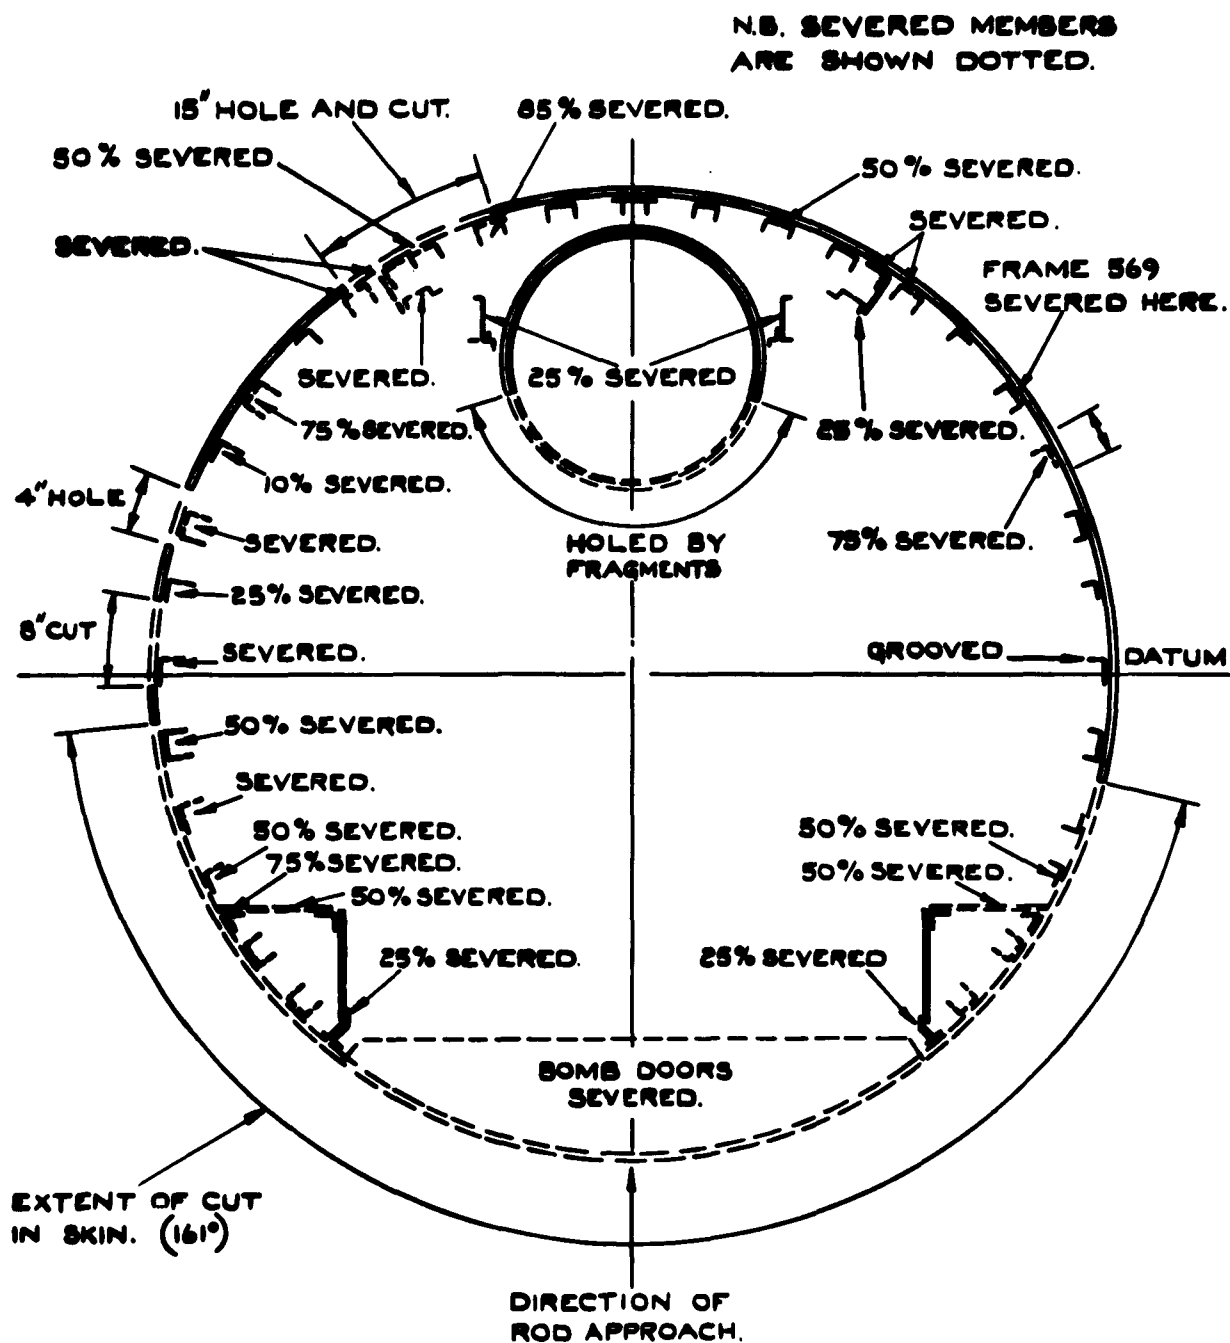 N.B. SEVERED MEMBERS
ARE SHOWN DOTTED.
15" HOLE AND CUT.
85% SEVERED.
50% SEVERED
50% SEVERED.
SEVERED.
SEVERED.
FRAME 569
SEVERED HERE.
SEVERED.
25% SEVERED
75% SEVERED.
25% SEVERED.
10% SEVERED.
4" HOLE
SEVERED.
HOLED BY
FRAGMENTS
75% SEVERED.
25% SEVERED.
8" CUT
SEVERED.
GROOVED
DATUM
50% SEVERED.
SEVERED.
50% SEVERED.
50% SEVERED.
75% SEVERED.
50% SEVERED.
50% SEVERED.
25% SEVERED.
25% SEVERED
BOMB DOORS
SEVERED.
EXTENT OF CUT
IN SKIN. (161°)
DIRECTION OF
ROD APPROACH.